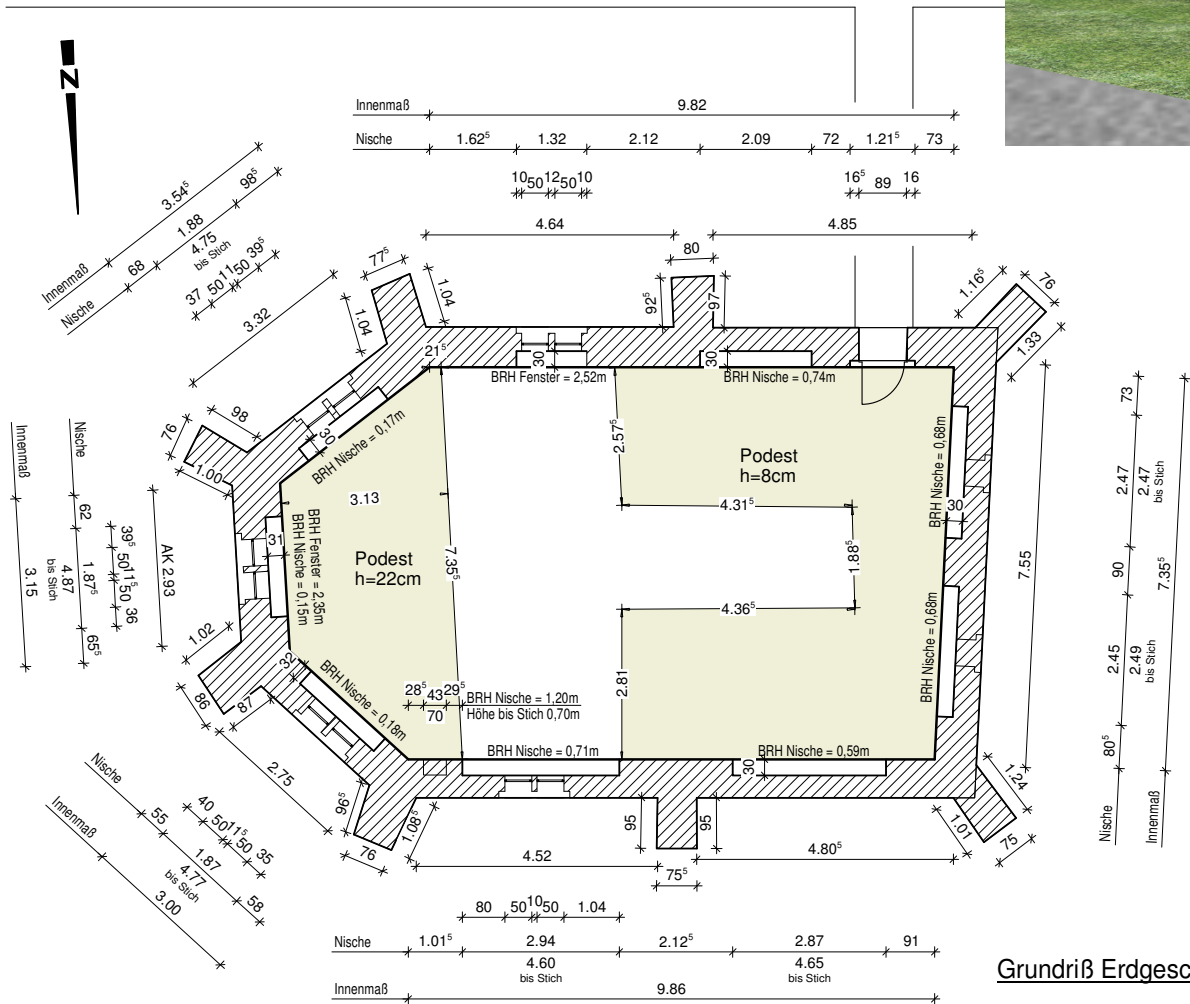 N
Innenmaß 9.82
Nische 1.62⁵ 1.32 2.12 2.09 72 1.21⁵ 73
10 50 12 50 10
16⁵ 89 16
4.64
80
4.85
Innenmaß 3.54⁵
Nische 68 1.88 98⁵
4.75
bis Stich
37 50 11 50 39⁵
3.32
77⁵
1.04
1.04
92⁵
97
1.16⁵
76
1.33
21⁵
30
BRH Fenster = 2,52m
30
BRH Nische = 0,74m
98
76
1.00
30
BRH Nische = 0,17m
2.57⁵
Podest
h=8cm
BRH Nische = 0,68m
30
3.13
4.31⁵
1.88⁵
7.35⁵
Innenmaß 3.15
Nische 62 1.87⁵ 65⁵
4.87
bis Stich
39⁵ 50 11⁵ 50 36
AK 2.93
31
BRH Fenster = 2,35m
BRH Nische = 0,15m
Podest
h=22cm
4.36⁵
BRH Nische = 0,68m
7.55
73
2.47
2.47
bis Stich
90
7.35⁵
2.45
2.49
bis Stich
80⁵
Nische
Innenmaß
1.02
86
87
32
BRH Nische = 0,18m
28⁵ 43 29⁵
70
BRH Nische = 1,20m
Höhe bis Stich 0,70m
2.81
BRH Nische = 0,71m
BRH Nische = 0,59m
30
2.75
96⁵
76
1.08⁵
95
95
1.24
1.01
75
Nische 55 1.87 58
4.77
bis Stich
40 50 11⁵ 50 35
Innenmaß 3.00
4.52
75⁵
4.80⁵
80 50 10 50 1.04
Nische 1.01⁵ 2.94 2.12⁵ 2.87 91
4.60
bis Stich
4.65
bis Stich
Innenmaß 9.86
Grundriß Erdgesc